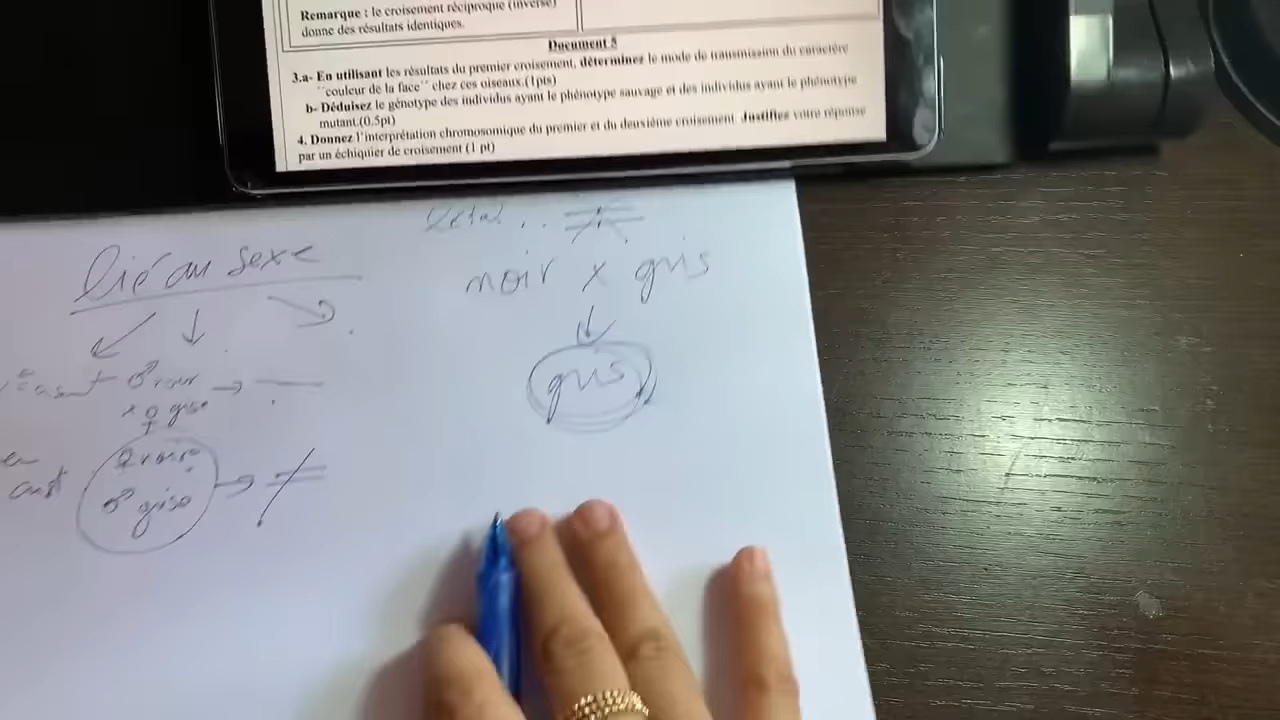 Remarque : le croisement réciproque (inverse)
donne des résultats identiques.
Document 5
3.a- En utilisant les résultats du premier croisement, déterminez le mode de transmission du caractère
``couleur de la face`` chez ces oiseaux.(1pts)
b- Déduisez le génotype des individus ayant le phénotype sauvage et des individus ayant le phénotype
mutant.(0.5pt)
4. Donnez l'interprétation chromosomique du premier et du deuxième croisement. Justifiez votre réponse
par un échiquier de croisement (1 pt)
lié au sexe
noir x gris
gris